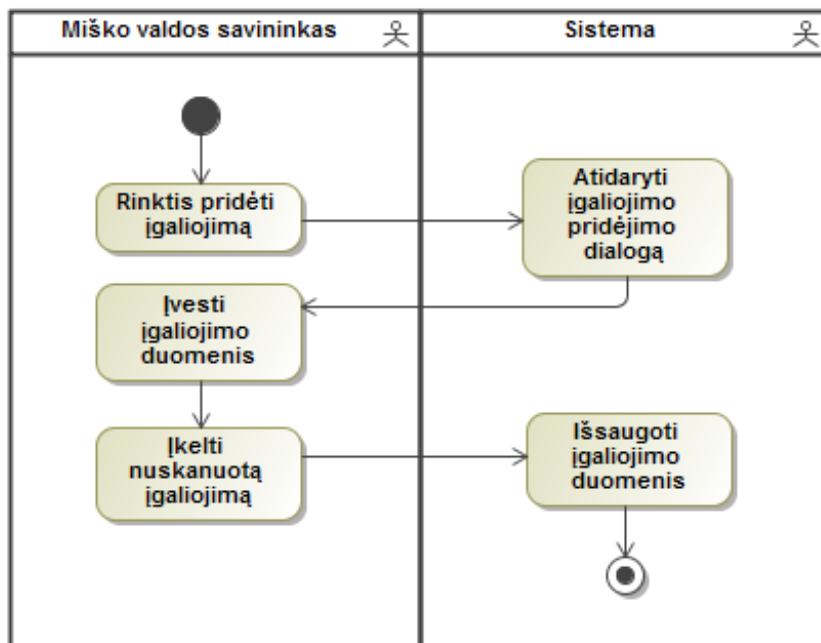 Miško valdos savininkas
Sistema
Rinktis pridėti
įgaliojimą
Atidaryti
įgaliojimo
pridėjimo
dialogą
Įvesti
įgaliojimo
duomenis
Įkelti
nuskanuotą
įgaliojimą
Išsaugoti
įgaliojimo
duomenis